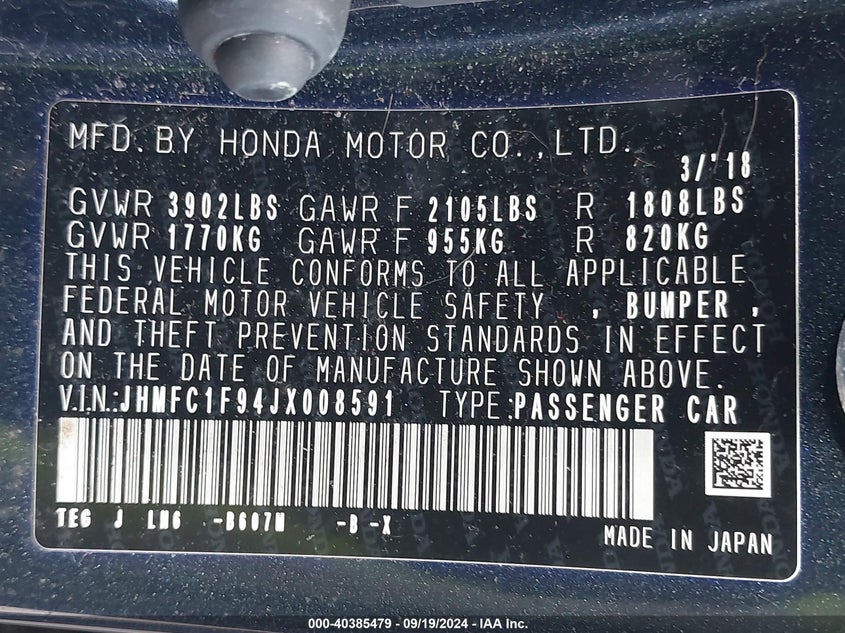 MFD. BY HONDA MOTOR CO., LTD.
3/'18
GVWR 3902LBS GAWR F 2105LBS R 1808LBS
GVWR 1770KG GAWR F 955KG R 820KG
THIS VEHICLE CONFORMS TO ALL APPLICABLE
FEDERAL MOTOR VEHICLE SAFETY , BUMPER ,
AND THEFT PREVENTION STANDARDS IN EFFECT
ON THE DATE OF MANUFACTURE SHOWN ABOVE.
V.I.N.:JHMFC1F94JX008591 TYPE:PASSENGER CAR
TEG J LM6 -B607M -B -X
MADE IN JAPAN
000-40385479 - 09/19/2024 - IAA Inc.